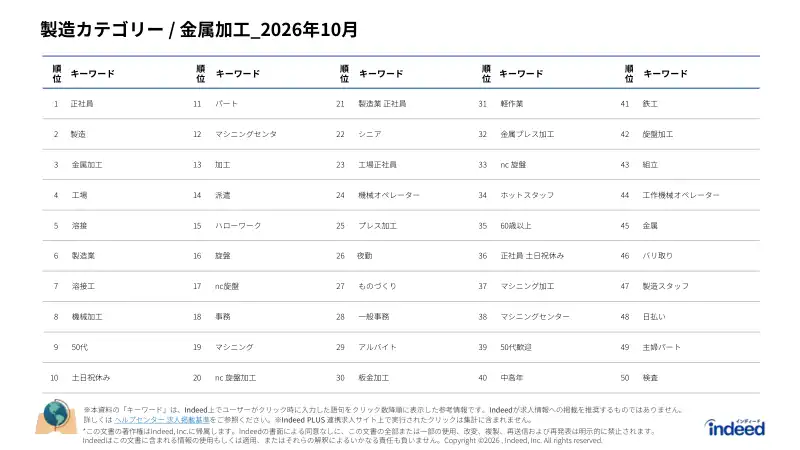 製造カテゴリー / 金属加工_2026年10月
順位 キーワード 順位 キーワード 順位 キーワード 順位 キーワード 順位 キーワード
1 正社員 11 パート 21 製造業 正社員 31 軽作業 41 鉄工
2 製造 12 マシニングセンタ 22 シニア 32 金属プレス加工 42 旋盤加工
3 金属加工 13 加工 23 工場正社員 33 nc 旋盤 43 組立
4 工場 14 派遣 24 機械オペレーター 34 ホットスタッフ 44 工作機械オペレーター
5 溶接 15 ハローワーク 25 プレス加工 35 60歳以上 45 金属
6 製造業 16 旋盤 26 夜勤 36 正社員 土日祝休み 46 バリ取り
7 溶接工 17 nc旋盤 27 ものづくり 37 マシニング加工 47 製造スタッフ
8 機械加工 18 事務 28 一般事務 38 マシニングセンター 48 日払い
9 50代 19 マシニング 29 アルバイト 39 50代歓迎 49 主婦パート
10 土日祝休み 20 nc 旋盤加工 30 板金加工 40 中高年 50 検査
※本資料の「キーワード」は、Indeed上でユーザーがクリック時に入力した語句をクリック数降順に表示した参考情報です。Indeedが求人情報への掲載を推奨するものではありません。
詳しくは ヘルプセンター 求人掲載基準をご参照ください。※Indeed PLUS 連携求人サイト上で実行されたクリックは集計に含みません。
*この文書の著作権はIndeed, Inc.に帰属します。Indeedの書面による同意なしに、この文書の全部または一部の使用、改変、複製、再送信および再発表は明示的に禁止されます。
Indeedはこの文書に含まれる情報の使用もしくは適用、またはそれらの解釈によるいかなる責任も負いません。Copyright ©2026 , Indeed, Inc. All rights reserved.
インディード
indeed